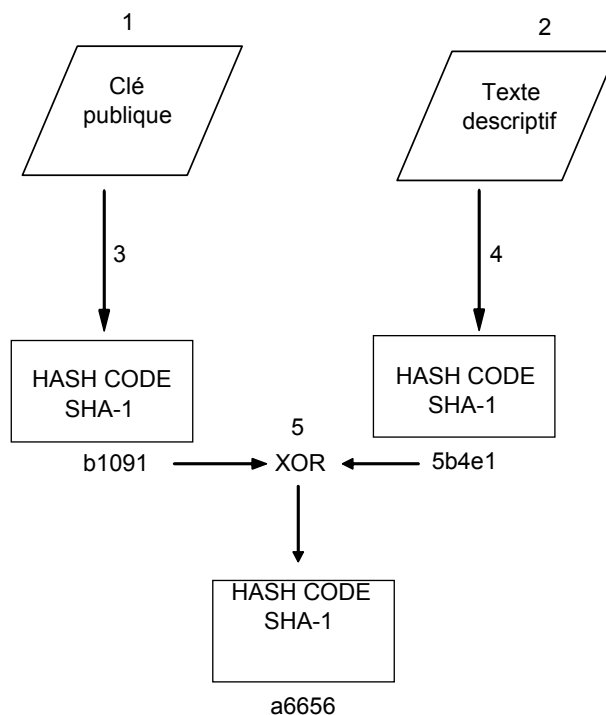 1
2
Clé
publique
Texte
descriptif
3
4
HASH CODE
SHA-1
HASH CODE
SHA-1
5
b1091
XOR
5b4e1
HASH CODE
SHA-1
a6656